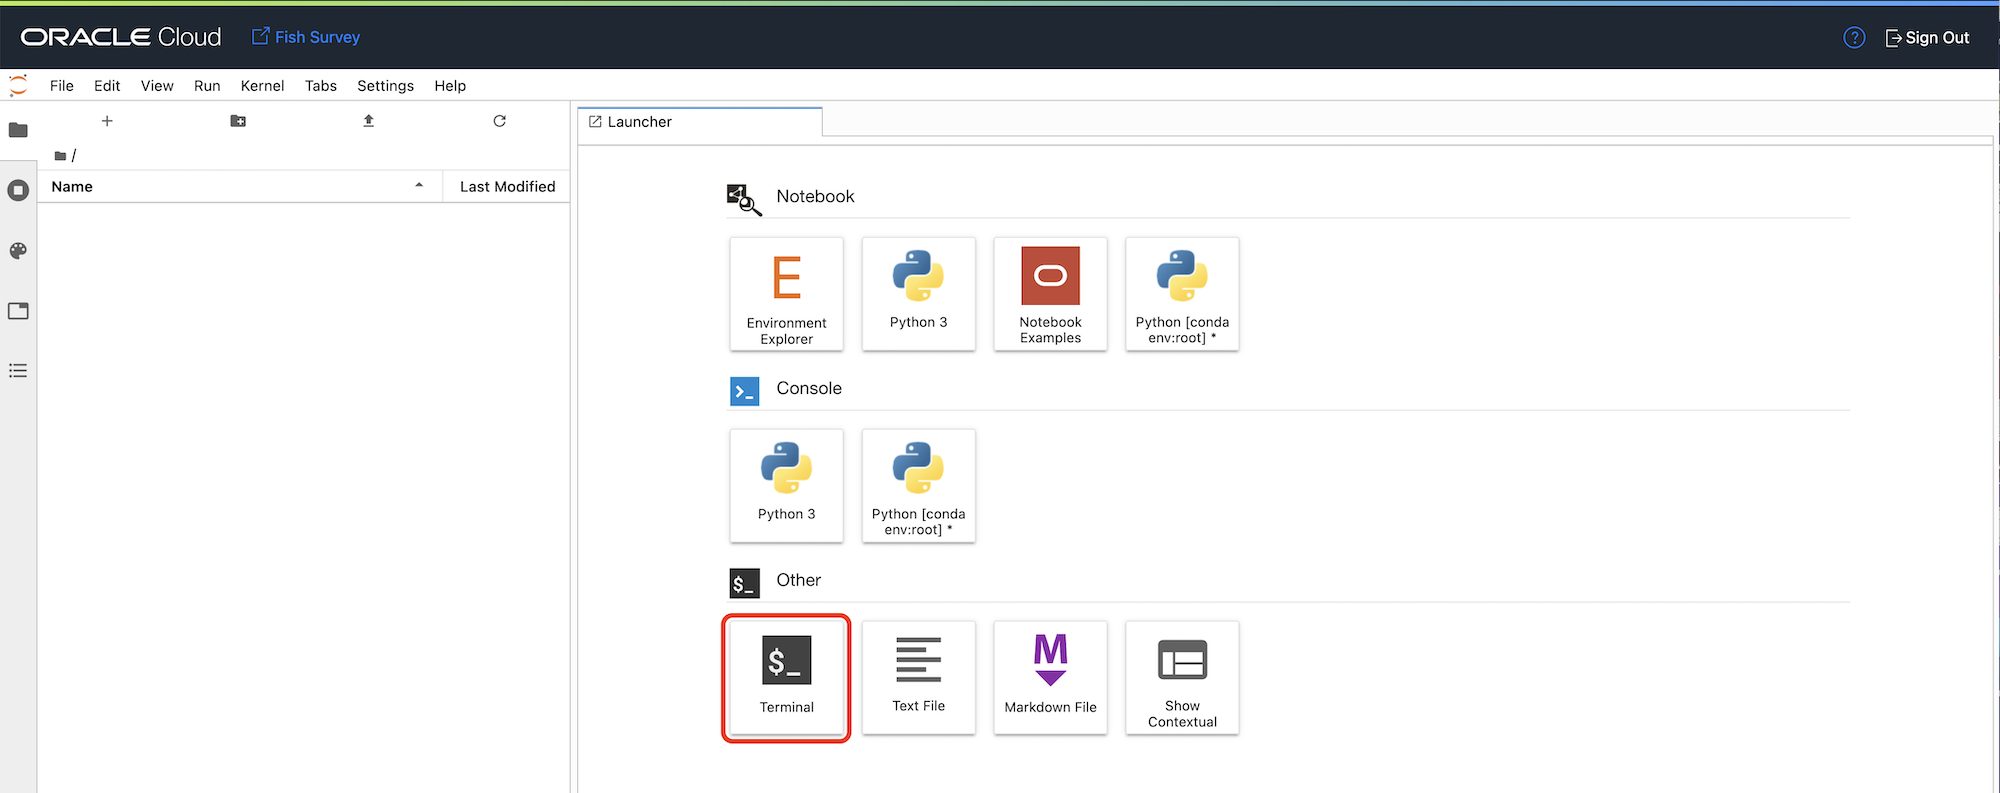 ORACLE Cloud Fish Survey ? Sign Out
File Edit View Run Kernel Tabs Settings Help
Launcher
/
Name Last Modified
Notebook
E
Environment
Explorer
Python 3
Notebook
Examples
Python [conda
env:root] *
>_ Console
Python 3
Python [conda
env:root] *
$_ Other
$_
Terminal
Text File
M
Markdown File
Show
Contextual